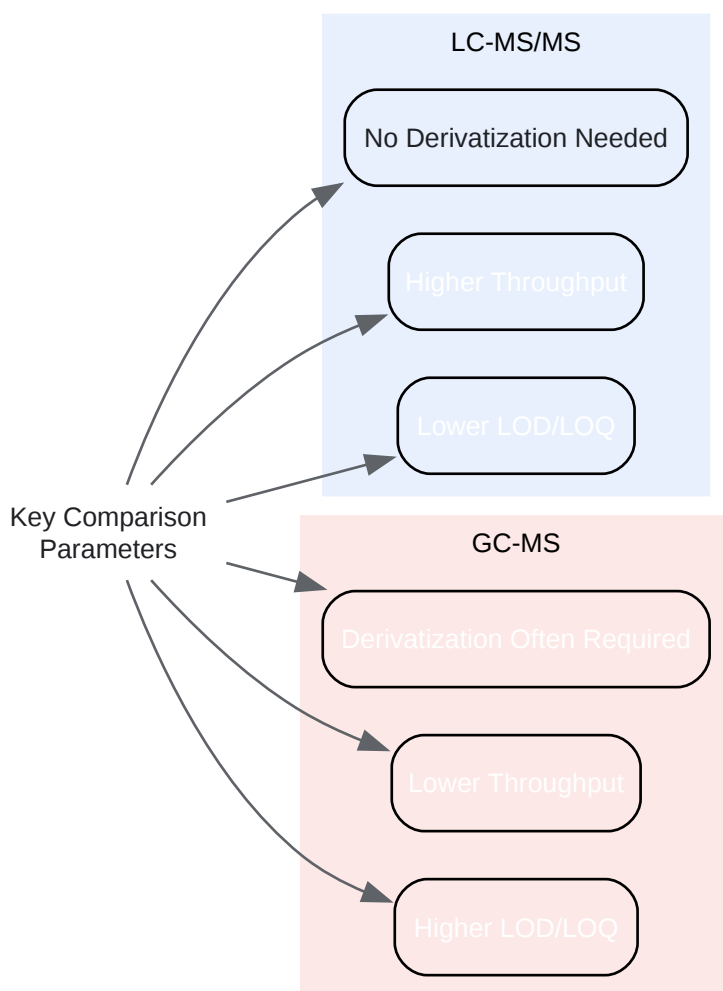 LC-MS/MS
No Derivatization Needed
Higher Throughput
Lower LOD/LOQ
Key Comparison
Parameters
GC-MS
Derivatization Often Required
Lower Throughput
Higher LOD/LOQ